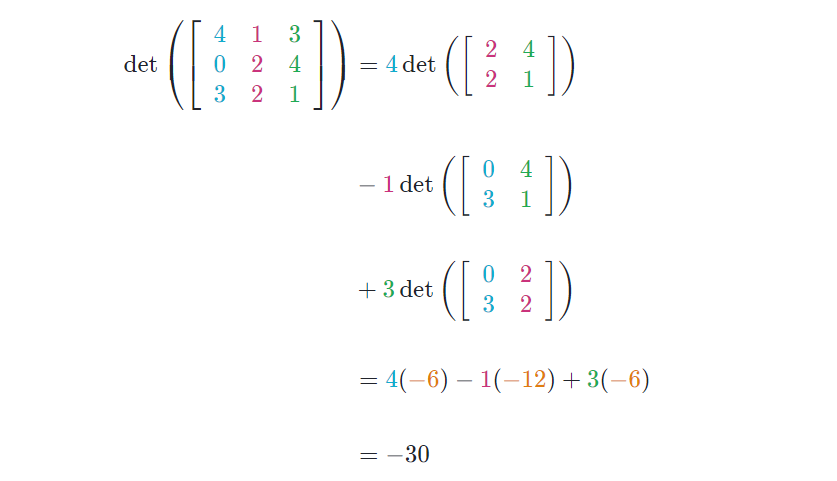 det([4 1 3
0 2 4
3 2 1]) = 4 det([2 4
2 1])
− 1 det([0 4
3 1])
+ 3 det([0 2
3 2])
= 4(−6) − 1(−12) + 3(−6)
= −30